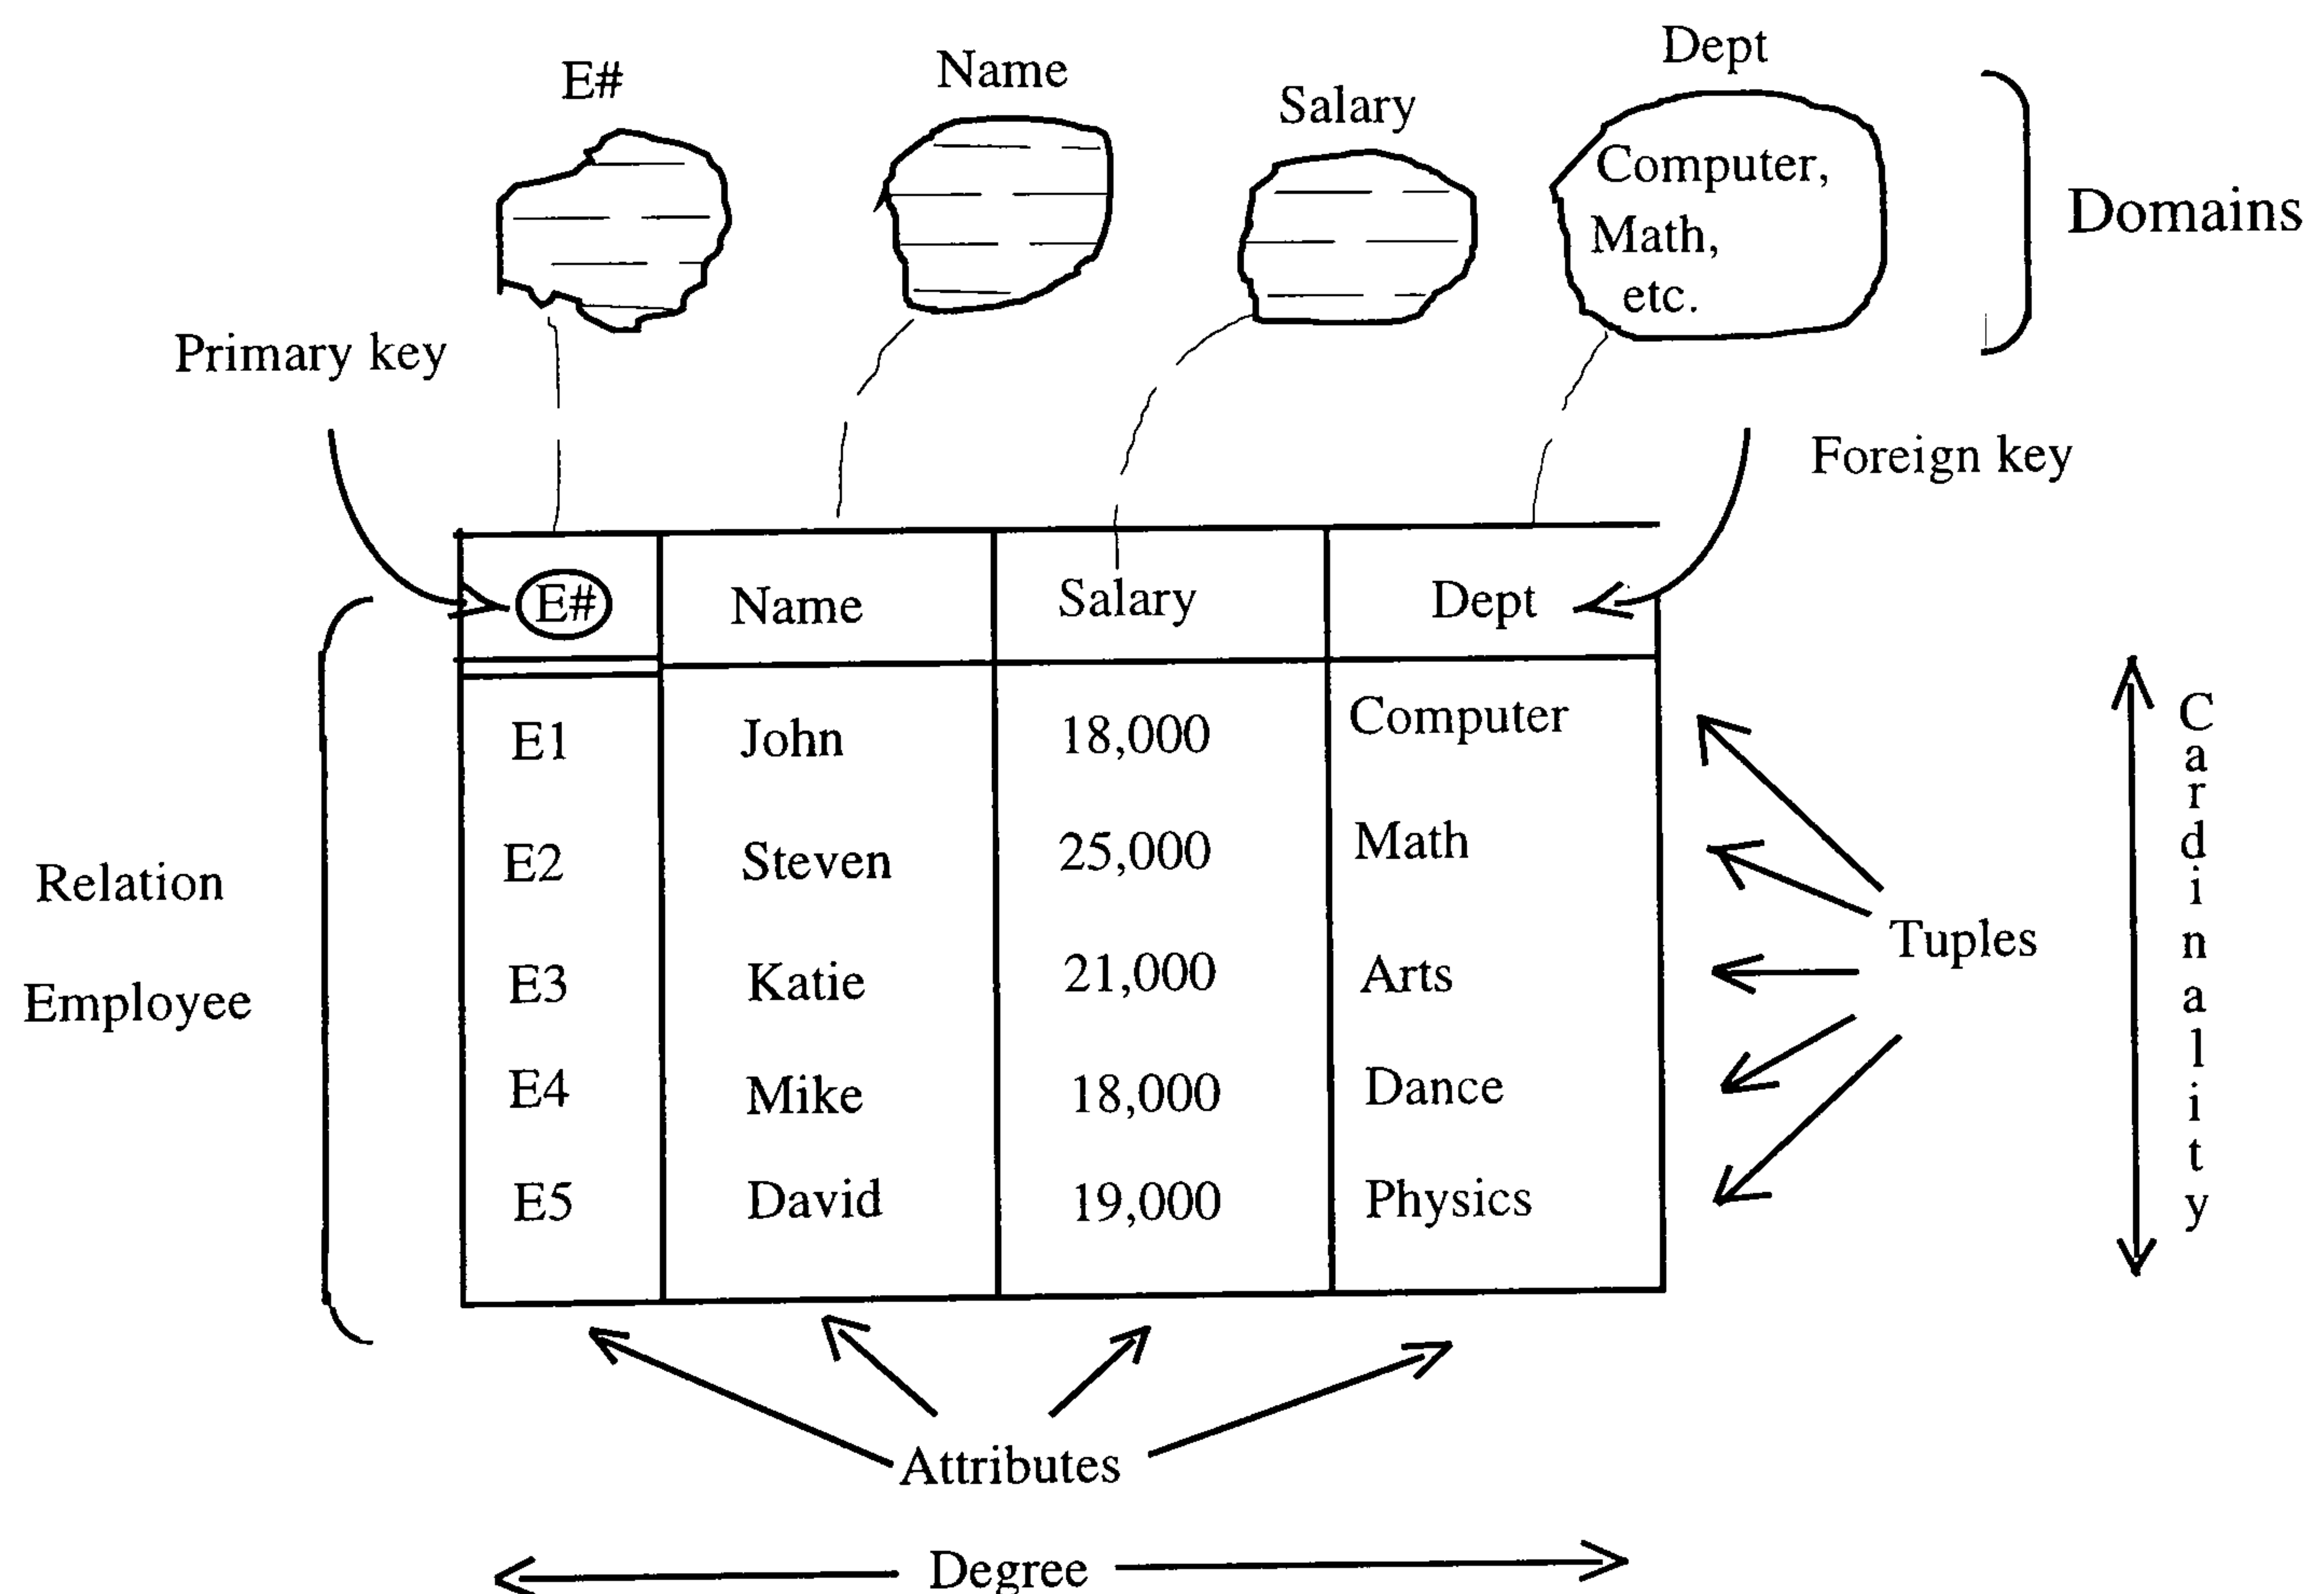 E# Name Salary Dept
Computer,
Math,
etc.
Domains
Primary key
Foreign key
E# Name Salary Dept
E1 John 18,000 Computer
E2 Steven 25,000 Math
E3 Katie 21,000 Arts
E4 Mike 18,000 Dance
E5 David 19,000 Physics
Relation
Employee
Tuples
Cardinality
Attributes
Degree